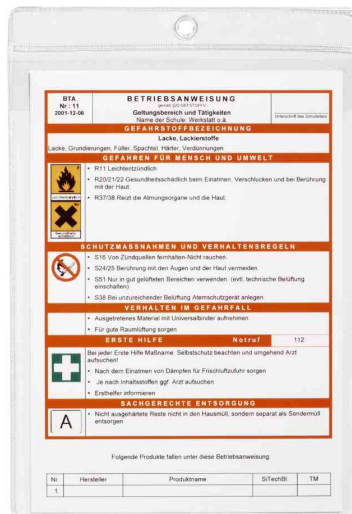 BTA
Nr : 11
2001-12-06
BETRIEBSANWEISUNG
Geltungsbereich und Tätigkeiten
Name der Schule, Werkstatt o.ä.
Unterschrift des Schulleiters
GEFAHRSTOFFBEZEICHNUNG
Lacke, Lackierstoffe
Lacke, Grundierungen, Füller, Spachtel, Härter, Verdünnungen
GEFAHREN FÜR MENSCH UND UMWELT
• R11 Leichtentzündlich
• R20/21/22 Gesundheitsschädlich beim Einatmen, Verschlucken und bei Berührung
mit der Haut
• R37/38 Reizt die Atmungsorgane und die Haut
SCHUTZMASSNAHMEN UND VERHALTENSREGELN
• S16 Von Zündquellen fernhalten-Nicht rauchen.
• S24/25 Berührung mit den Augen und der Haut vermeiden.
• S51 Nur in gut gelüfteten Bereichen verwenden. (evtl. technische Belüftung
einschalten)
• S38 Bei unzureichender Belüftung Atemschutzgerät anlegen
VERHALTEN IM GEFAHRFALL
• Ausgetretenes Material mit Universalbinder aufnehmen.
• Für gute Raumlüftung sorgen
ERSTE HILFE Notruf 112
Bei jeder Erste Hilfe Maßname: Selbstschutz beachten und umgehend Arzt
aufsuchen!
• Nach dem Einatmen von Dämpfen für Frischluftzufuhr sorgen
• Je nach Inhaltsstoffen ggf. Arzt aufsuchen
• Ersthelfer informieren
SACHGERECHTE ENTSORGUNG
A
• Nicht ausgehärtete Reste nicht in den Hausmüll, sondern separat als Sondermüll
entsorgen
Folgende Produkte fallen unter diese Betriebsanweisung:
Nr. Hersteller Produktname SiTechBl. TM
1.